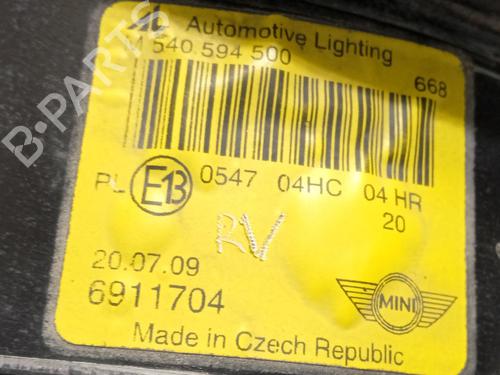 Automotive Lighting
1 540.594 500
668
PL E13 0547 04HC 04 HR
20
RV
20.07.09
6911704
MINI
Made in Czech Republic
B-PARTS